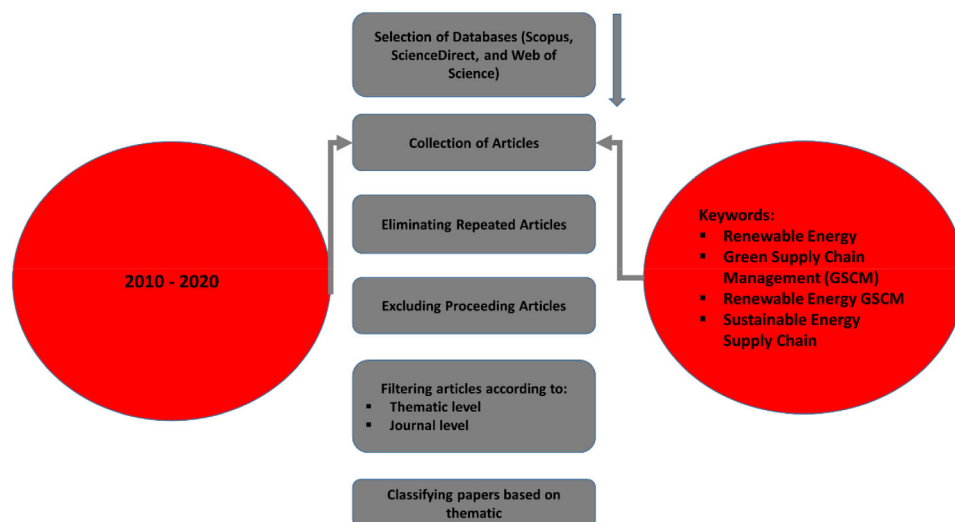 Selection of Databases (Scopus,
ScienceDirect, and Web of
Science)
Collection of Articles
Eliminating Repeated Articles
Excluding Proceeding Articles
Filtering articles according to:
▪ Thematic level
▪ Journal level
Classifying papers based on
thematic
2010 - 2020
Keywords:
▪ Renewable Energy
▪ Green Supply Chain
Management (GSCM)
▪ Renewable Energy GSCM
▪ Sustainable Energy
Supply Chain